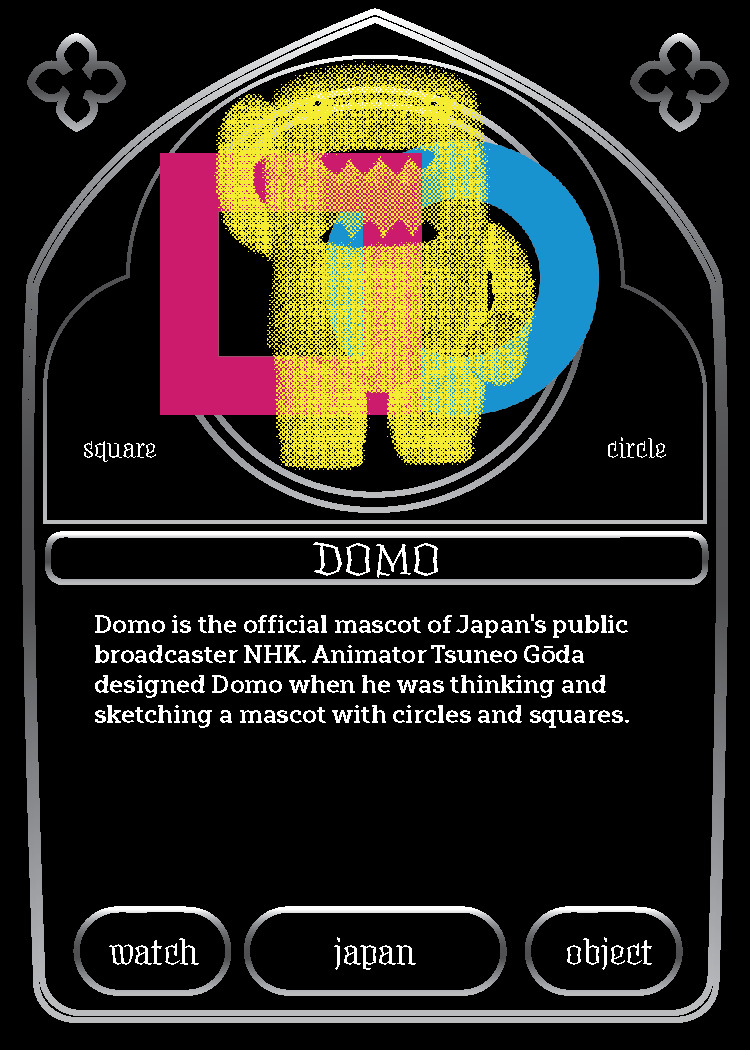 square
circle
DOMO
Domo is the official mascot of Japan's public
broadcaster NHK. Animator Tsuneo Gōda
designed Domo when he was thinking and
sketching a mascot with circles and squares.
watch
japan
object